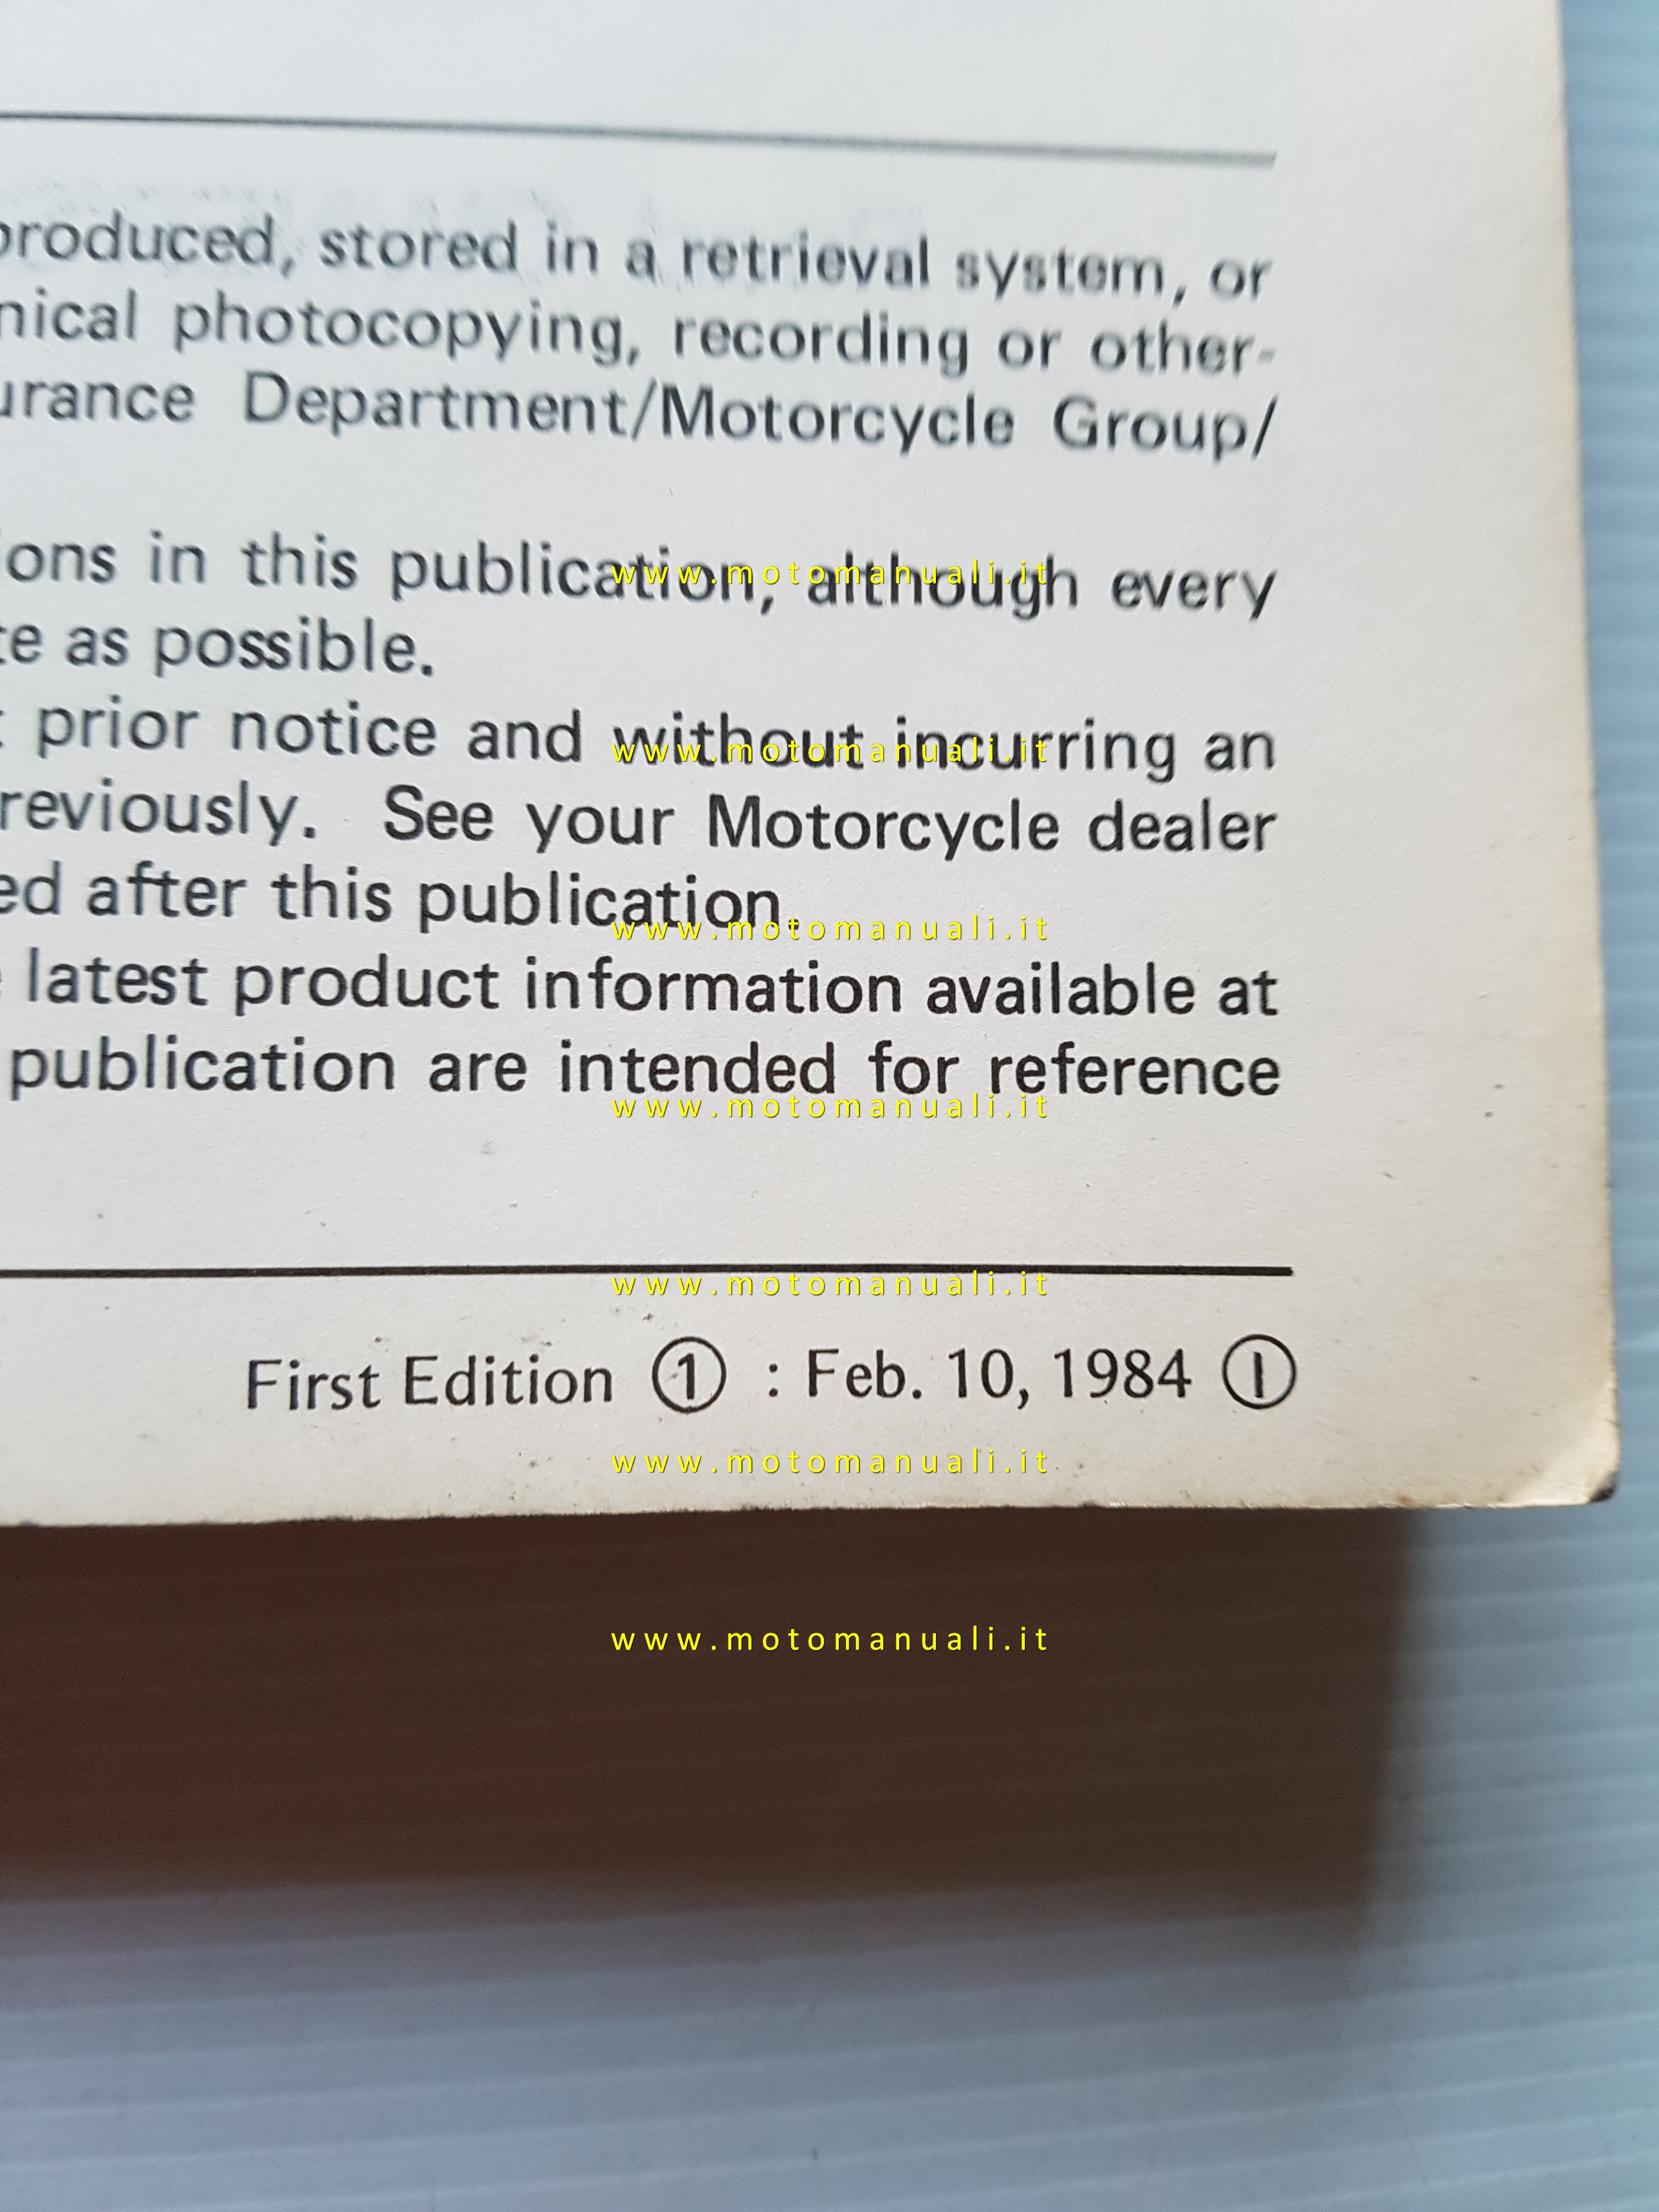 produced, stored in a retrieval system, or
nical photocopying, recording or other-
urance Department/Motorcycle Group/
ions in this publication, although every
www.motomanuali.it
te as possible.
prior notice and without incurring an
www.motomanuali.it
reviously. See your Motorcycle dealer
ed after this publication.
www.motomanuali.it
latest product information available at
publication are intended for reference
www.motomanuali.it
www.motomanuali.it
First Edition ① : Feb. 10, 1984 Ⓘ
www.motomanuali.it
www.motomanuali.it